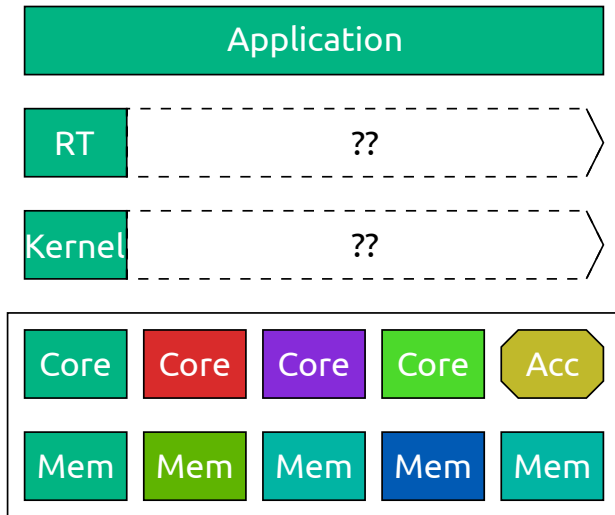 Application
RT ??
Kernel ??
Core Core Core Core Acc
Mem Mem Mem Mem Mem